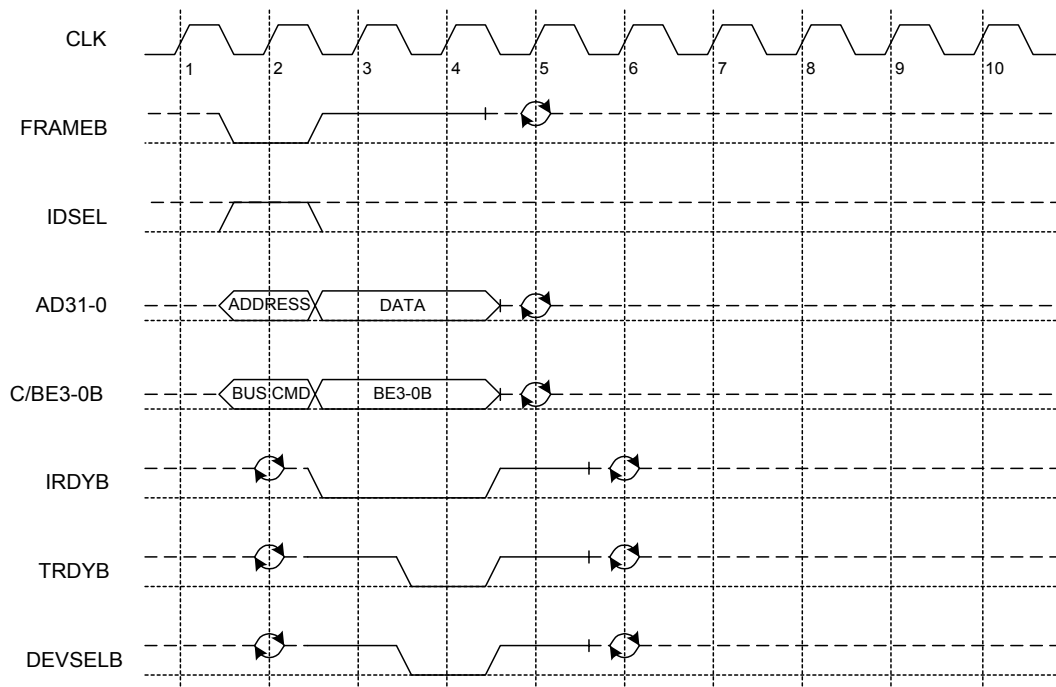 CLK
1 2 3 4 5 6 7 8 9 10
FRAMEB
IDSEL
AD31-0
ADDRESS DATA
C/BE3-0B
BUS CMD BE3-0B
IRDYB
TRDYB
DEVSELB